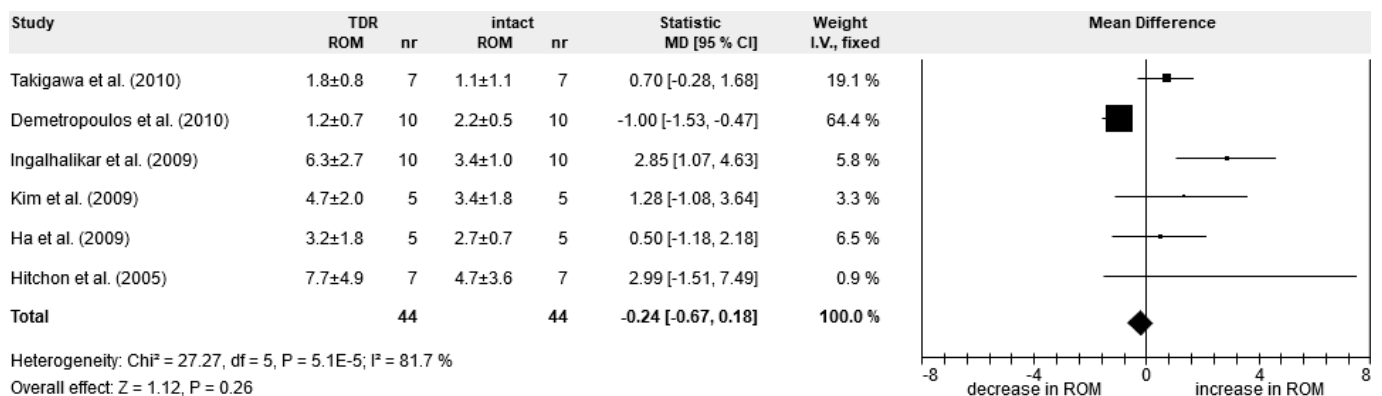 Study TDR intact Statistic Weight Mean Difference
ROM nr ROM nr MD [95 % CI] I.V., fixed
Takigawa et al. (2010) 1.8±0.8 7 1.1±1.1 7 0.70 [-0.28, 1.68] 19.1 %
Demetropoulos et al. (2010) 1.2±0.7 10 2.2±0.5 10 -1.00 [-1.53, -0.47] 64.4 %
Ingalhalikar et al. (2009) 6.3±2.7 10 3.4±1.0 10 2.85 [1.07, 4.63] 5.8 %
Kim et al. (2009) 4.7±2.0 5 3.4±1.8 5 1.28 [-1.08, 3.64] 3.3 %
Ha et al. (2009) 3.2±1.8 5 2.7±0.7 5 0.50 [-1.18, 2.18] 6.5 %
Hitchon et al. (2005) 7.7±4.9 7 4.7±3.6 7 2.99 [-1.51, 7.49] 0.9 %
Total 44 44 -0.24 [-0.67, 0.18] 100.0 %
Heterogeneity: Chi² = 27.27, df = 5, P = 5.1E-5; I² = 81.7 %
-8 -4 0 4 8
Overall effect: Z = 1.12, P = 0.26 decrease in ROM increase in ROM